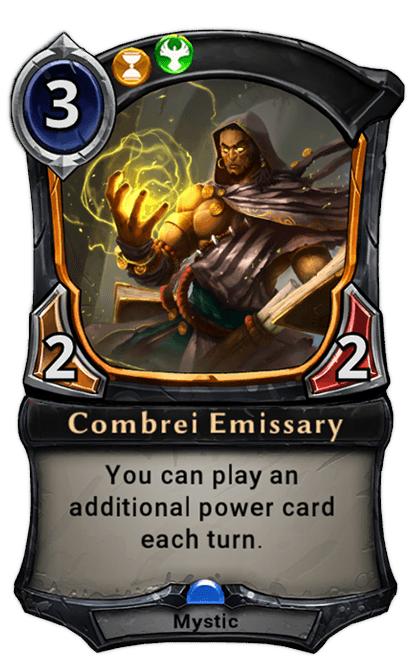 3
2
2
Combrei Emissary
You can play an
additional power card
each turn.
Mystic